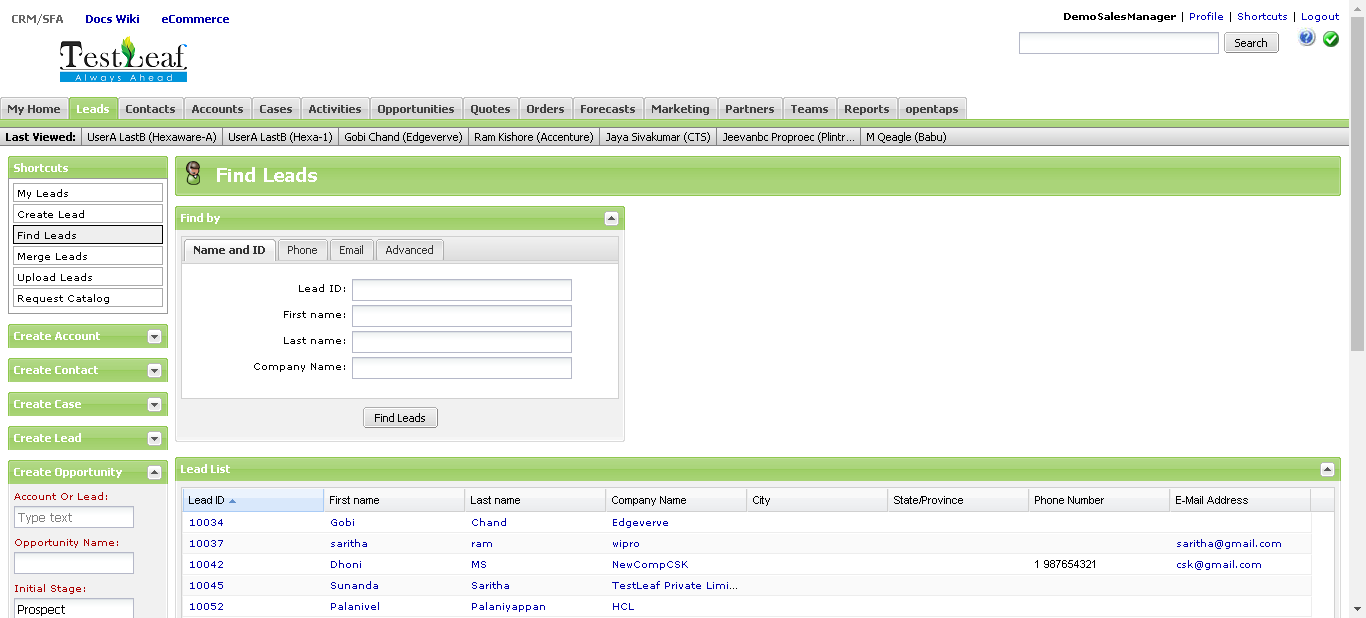 CRM/SFA Docs Wiki eCommerce
DemoSalesManager | Profile | Shortcuts | Logout
Search
TestLeaf
Always Ahead
My Home Leads Contacts Accounts Cases Activities Opportunities Quotes Orders Forecasts Marketing Partners Teams Reports opentaps
Last Viewed: UserA LastB (Hexaware-A) UserA LastB (Hexa-1) Gobi Chand (Edgeverve) Ram Kishore (Accenture) Jaya Sivakumar (CTS) Jeevanbc Proproec (Plintr... M Qeagle (Babu)
Shortcuts
My Leads
Create Lead
Find Leads
Merge Leads
Upload Leads
Request Catalog
Create Account
Create Contact
Create Case
Create Lead
Create Opportunity
Account Or Lead:
Type text
Opportunity Name:
Initial Stage:
Prospect
Find Leads
Find by
Name and ID Phone Email Advanced
Lead ID:
First name:
Last name:
Company Name:
Find Leads
Lead List
Lead ID First name Last name Company Name City State/Province Phone Number E-Mail Address
10034 Gobi Chand Edgeverve
10037 saritha ram wipro saritha@gmail.com
10042 Dhoni MS NewCompCSK 1 987654321 csk@gmail.com
10045 Sunanda Saritha TestLeaf Private Limi...
10052 Palanivel Palaniyappan HCL